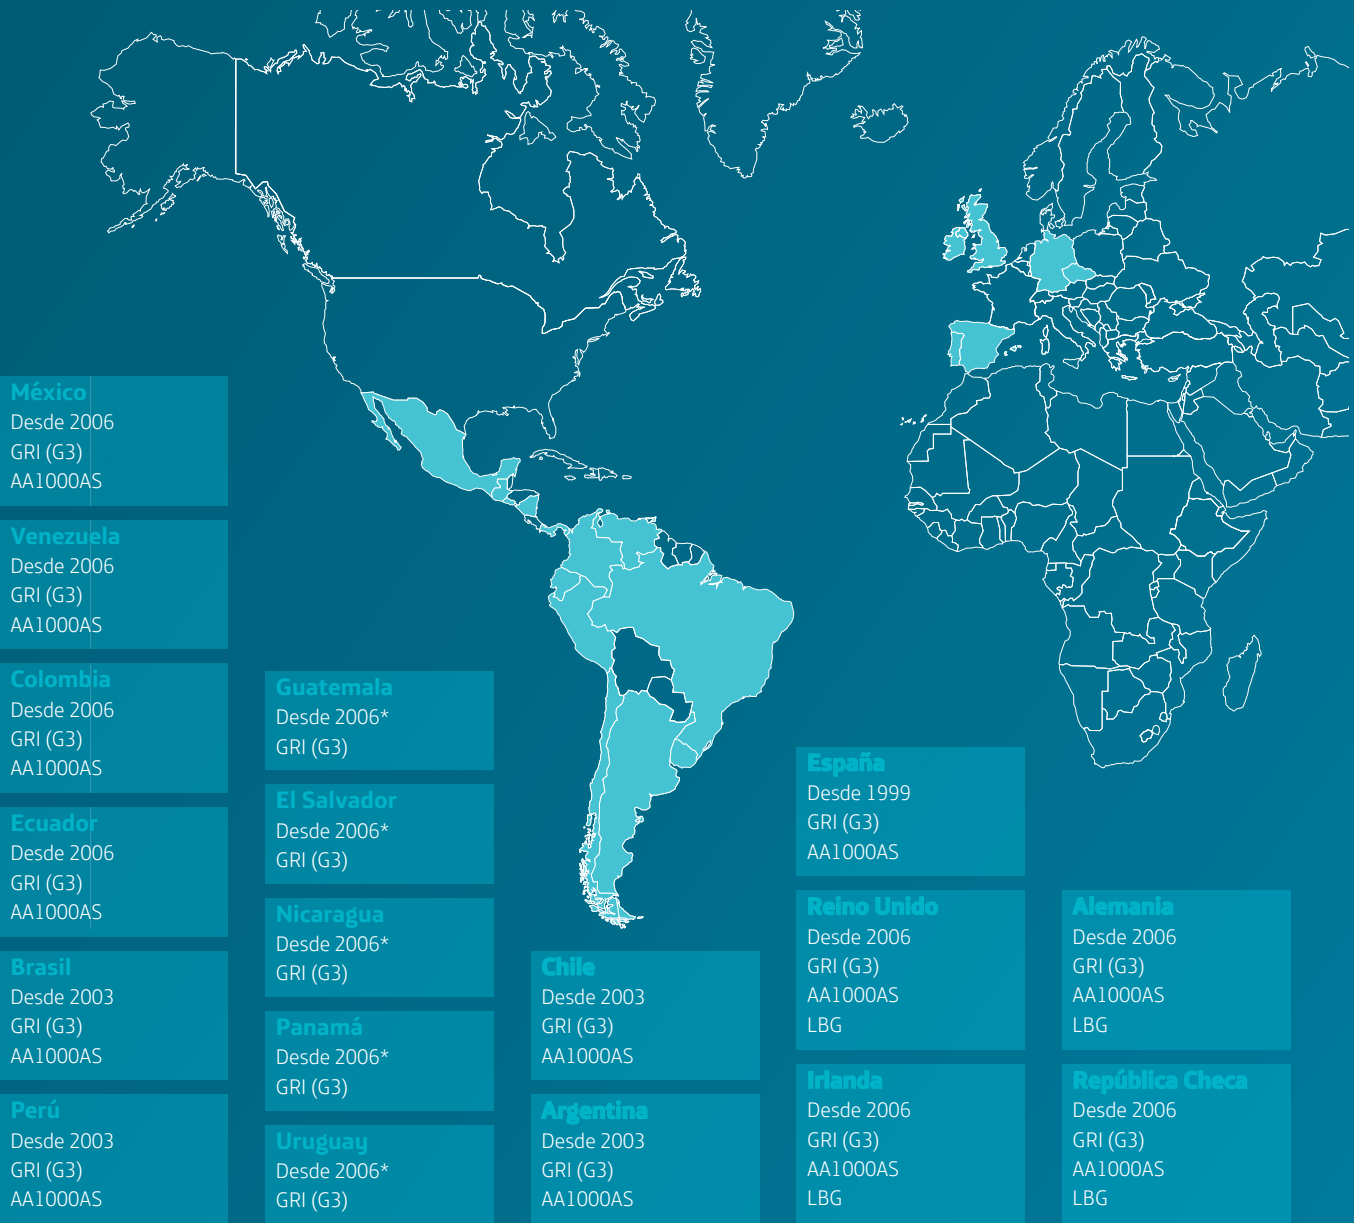 México
Desde 2006
GRI (G3)
AA1000AS
Venezuela
Desde 2006
GRI (G3)
AA1000AS
Colombia
Desde 2006
GRI (G3)
AA1000AS
Ecuador
Desde 2006
GRI (G3)
AA1000AS
Brasil
Desde 2003
GRI (G3)
AA1000AS
Perú
Desde 2003
GRI (G3)
AA1000AS
Guatemala
Desde 2006*
GRI (G3)
El Salvador
Desde 2006*
GRI (G3)
Nicaragua
Desde 2006*
GRI (G3)
Panamá
Desde 2006*
GRI (G3)
Uruguay
Desde 2006*
GRI (G3)
Chile
Desde 2003
GRI (G3)
AA1000AS
Argentina
Desde 2003
GRI (G3)
AA1000AS
España
Desde 1999
GRI (G3)
AA1000AS
Reino Unido
Desde 2006
GRI (G3)
AA1000AS
LBG
Irlanda
Desde 2006
GRI (G3)
AA1000AS
LBG
Alemania
Desde 2006
GRI (G3)
AA1000AS
LBG
República Checa
Desde 2006
GRI (G3)
AA1000AS
LBG